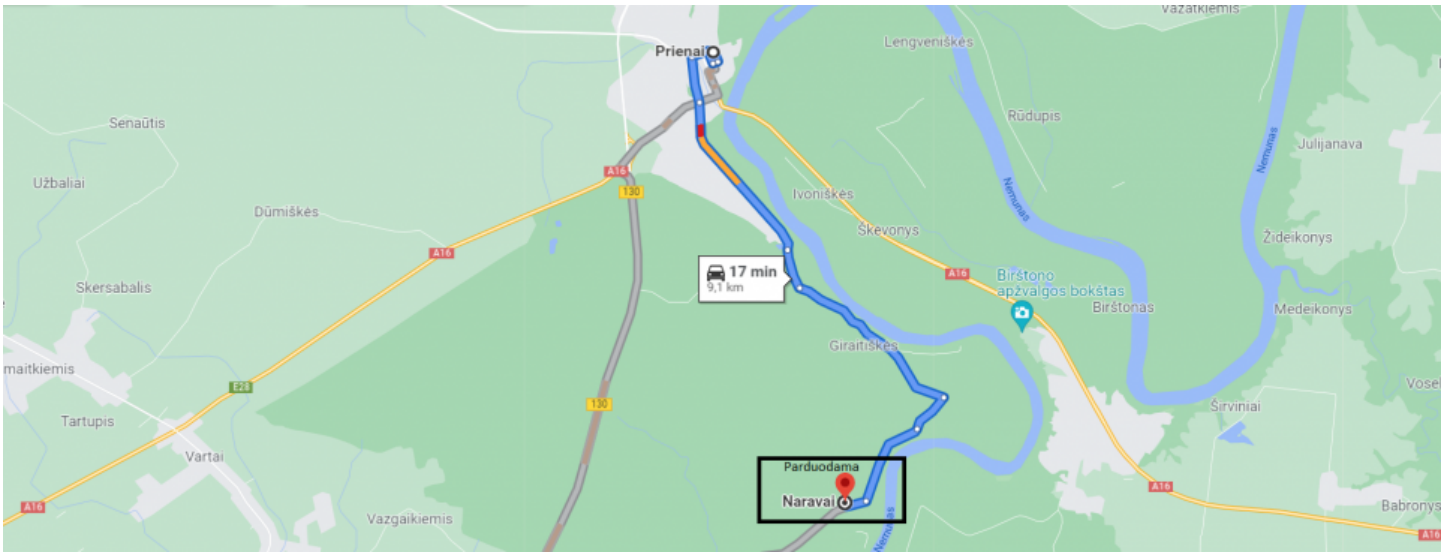 Vazatkiemis
Prienai
Lengveniškės
Senaūtis
Rūdupis
Julijanava
Nemunas
A16
Užbaliai
130
Ivoniškės
Nemunas
Dūmiškės
Škevonys
Žideikonys
A16
17 min
9,1 km
A16
Birštono
apžvalgos bokštas
Skersabalis
Birštonas
Medeikonys
Giraitiškės
maitkiemis
E28
130
Vosel
Širviniai
Tartupis
Vartai
Parduodama
Naravai
A16
A16
Vazgaikiemis
Nemunas
Babronys
A16